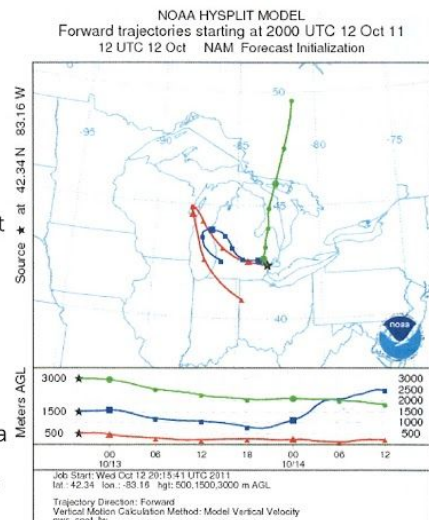 NOAA HYSPLIT MODEL
Forward trajectories starting at 2000 UTC 12 Oct 11
12 UTC 12 Oct NAM Forecast Initialization
Source ★ at 42.34 N 83.16 W
50
-95
-85
-80
-75
45
40
noaa
Meters AGL
3000
1500
500
3000
2500
2000
1500
1000
500
00 06 12 18 00 06 12
10/13 10/14
Job Start: Wed Oct 12 20:15:41 UTC 2011
lat.: 42.34 lon.: -83.16 hgt: 500,1500,3000 m AGL
Trajectory Direction: Forward
Vertical Motion Calculation Method: Model Vertical Velocity